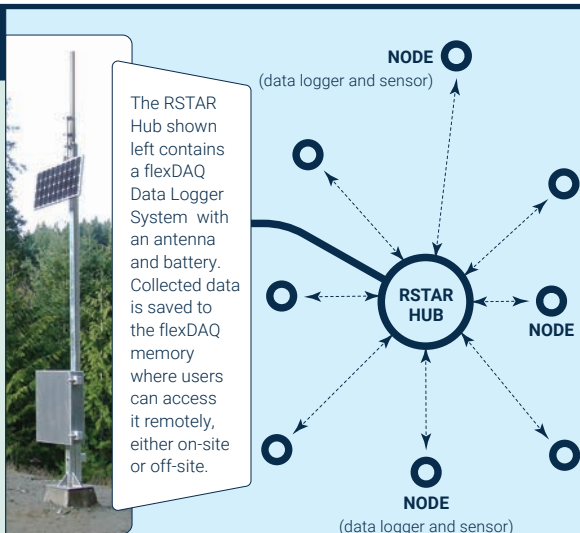 The RSTAR
Hub shown
left contains
a flexDAQ
Data Logger
System with
an antenna
and battery.
Collected data
is saved to
the flexDAQ
memory
where users
can access
it remotely,
either on-site
or off-site.
NODE
(data logger and sensor)
RSTAR
HUB
NODE
NODE
(data logger and sensor)